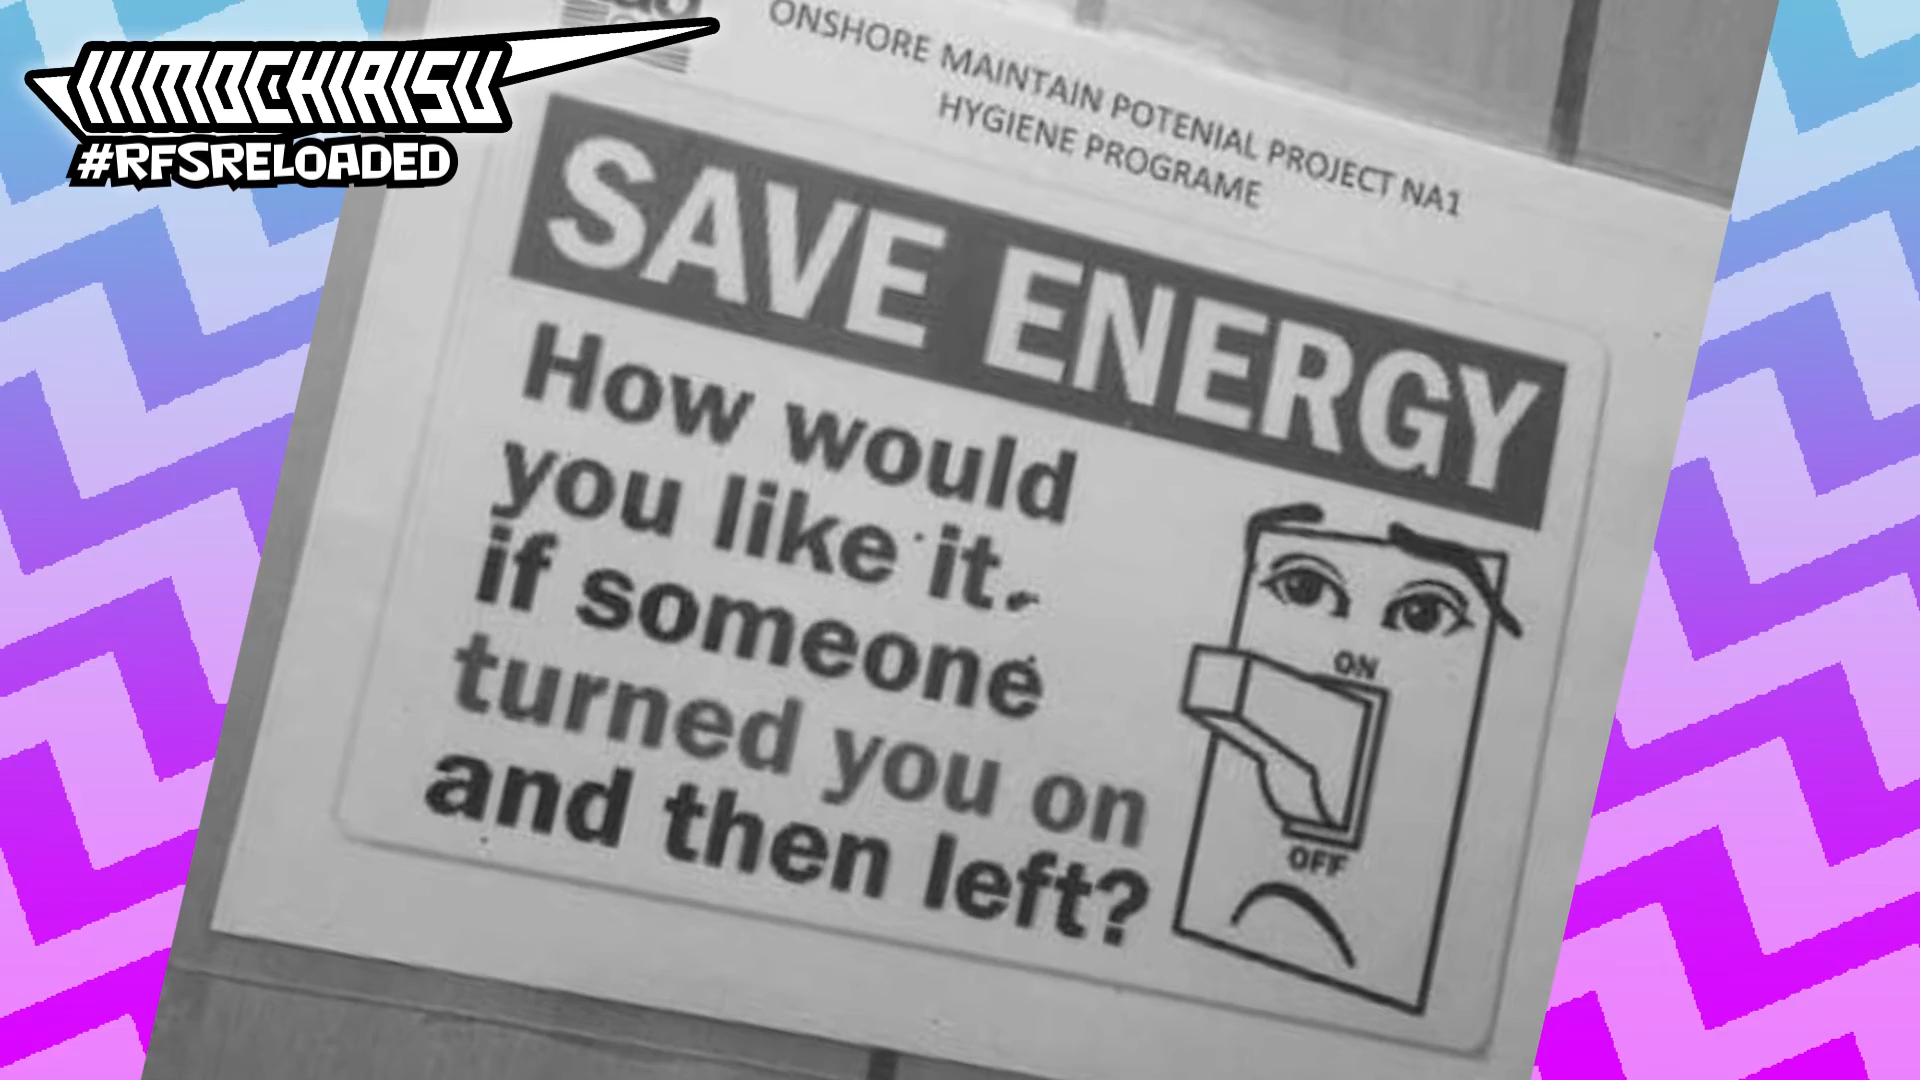 IIIMOCHIRISU
#RFSRELOADED
ONSHORE MAINTAIN POTENIAL PROJECT NA1
HYGIENE PROGRAME
SAVE ENERGY
How would
you like it
if someone
turned you on
and then left?
ON
OFF